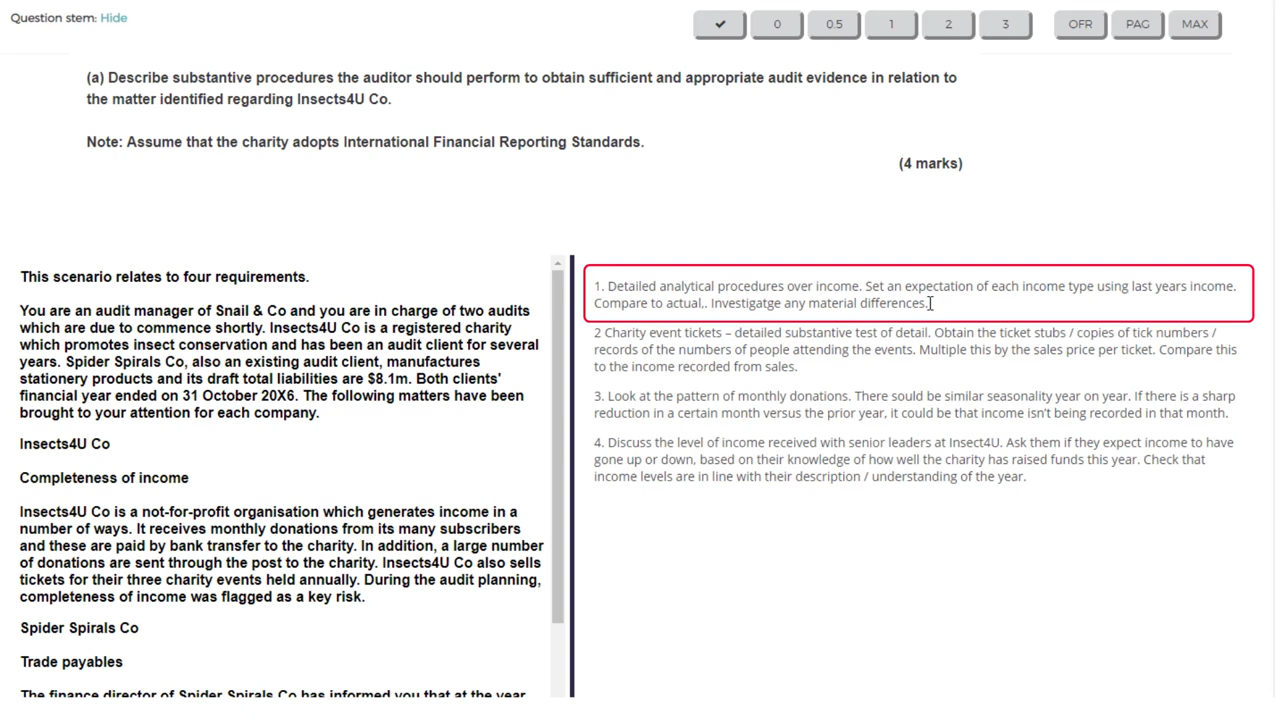 Question stem: Hide
✔ 0 0.5 1 2 3 OFR PAG MAX
(a) Describe substantive procedures the auditor should perform to obtain sufficient and appropriate audit evidence in relation to
the matter identified regarding Insects4U Co.
Note: Assume that the charity adopts International Financial Reporting Standards.
(4 marks)
This scenario relates to four requirements.
You are an audit manager of Snail & Co and you are in charge of two audits
which are due to commence shortly. Insects4U Co is a registered charity
which promotes insect conservation and has been an audit client for several
years. Spider Spirals Co, also an existing audit client, manufactures
stationery products and its draft total liabilities are $8.1m. Both clients'
financial year ended on 31 October 20X6. The following matters have been
brought to your attention for each company.
Insects4U Co
Completeness of income
Insects4U Co is a not-for-profit organisation which generates income in a
number of ways. It receives monthly donations from its many subscribers
and these are paid by bank transfer to the charity. In addition, a large number
of donations are sent through the post to the charity. Insects4U Co also sells
tickets for their three charity events held annually. During the audit planning,
completeness of income was flagged as a key risk.
Spider Spirals Co
Trade payables
The finance director of Spider Spirals Co has informed you that at the year
1. Detailed analytical procedures over income. Set an expectation of each income type using last years income.
Compare to actual,. Investigatge any material differences.
2 Charity event tickets – detailed substantive test of detail. Obtain the ticket stubs / copies of tick numbers /
records of the numbers of people attending the events. Multiple this by the sales price per ticket. Compare this
to the income recorded from sales.
3. Look at the pattern of monthly donations. There sould be similar seasonality year on year. If there is a sharp
reduction in a certain month versus the prior year, it could be that income isn't being recorded in that month.
4. Discuss the level of income received with senior leaders at Insect4U. Ask them if they expect income to have
gone up or down, based on their knowledge of how well the charity has raised funds this year. Check that
income levels are in line with their description / understanding of the year.